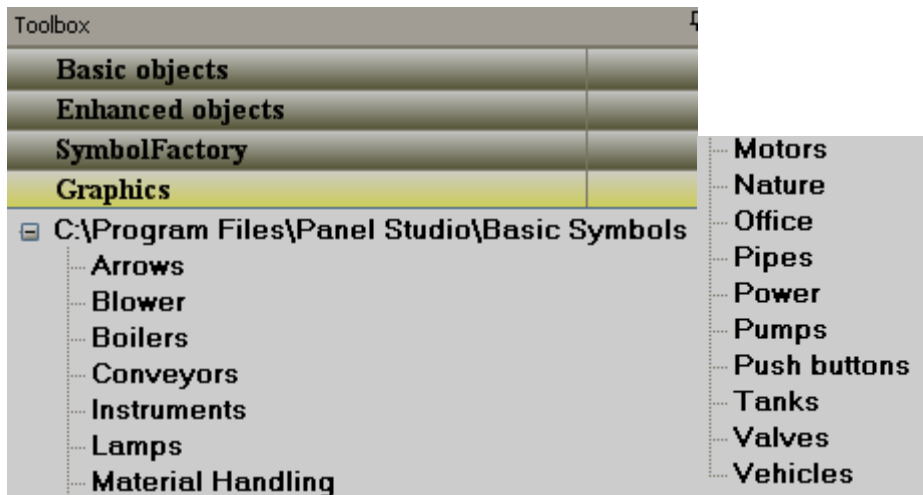 Toolbox
Basic objects
Enhanced objects
SymbolFactory
Graphics
C:\Program Files\Panel Studio\Basic Symbols
Arrows
Blower
Boilers
Conveyors
Instruments
Lamps
Material Handling
Motors
Nature
Office
Pipes
Power
Pumps
Push buttons
Tanks
Valves
Vehicles